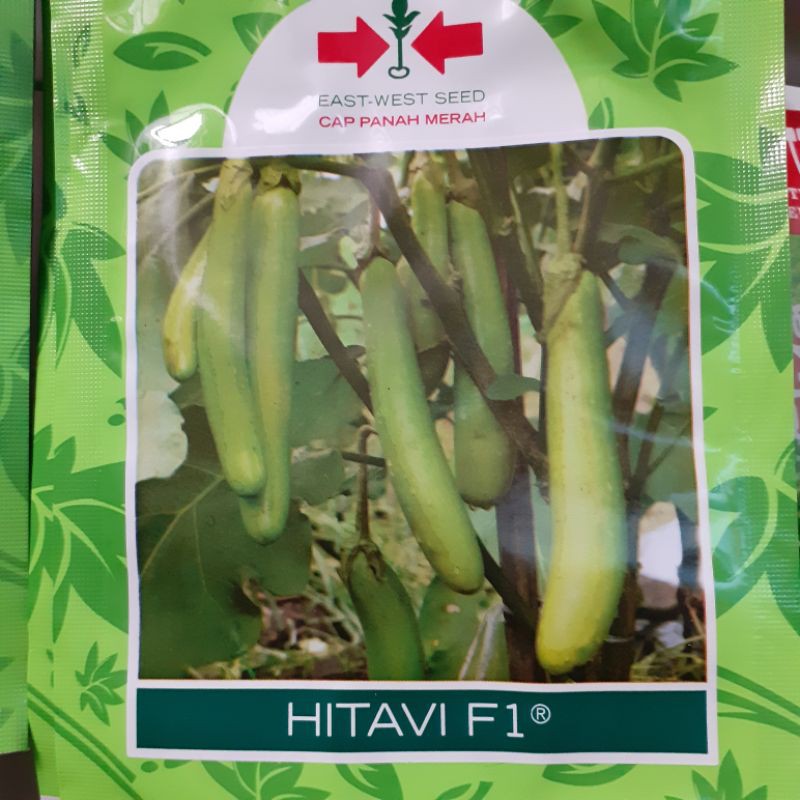 EAST-WEST SEED
CAP PANAH MERAH
HITAVI F1®